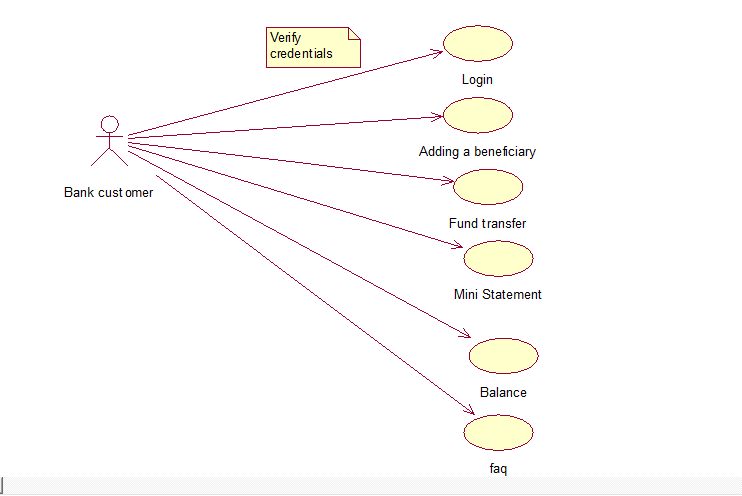 Verify
credentials
Login
Adding a beneficiary
Bank customer
Fund transfer
Mini Statement
Balance
faq